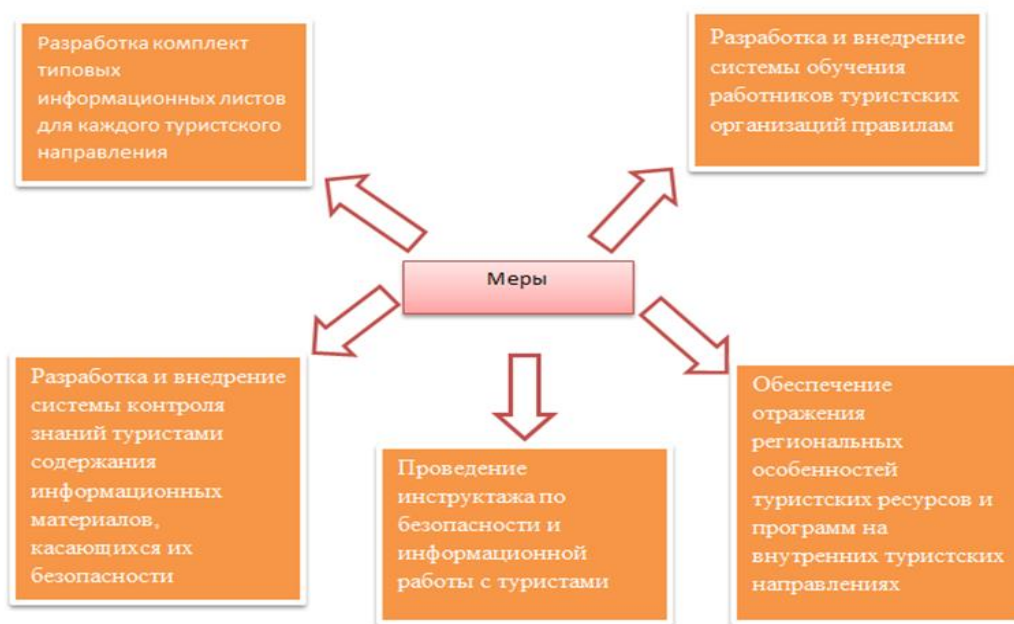 Разработка комплект
типовых
информационных листов
для каждого туристского
направления
Разработка и внедрение
системы обучения
работников туристских
организаций правилам
Меры
Разработка и внедрение
системы контроля
знаний туристами
содержания
информационных
материалов,
касающихся их
безопасности
Проведение
инструктажа по
безопасности и
информационной
работы с туристами
Обеспечение
отражения
региональных
особенностей
туристских ресурсов и
программ на
внутренних туристских
направлениях